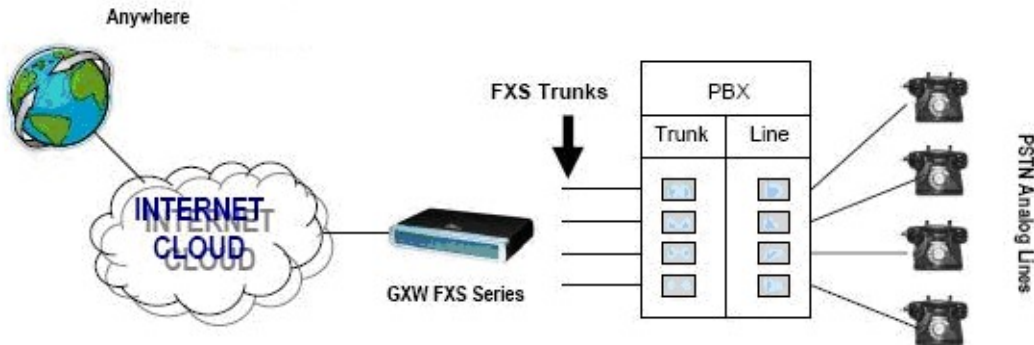 Anywhere
INTERNET
CLOUD
GXW FXS Series
FXS Trunks
PBX
Trunk
Line
PSTN Analog Lines